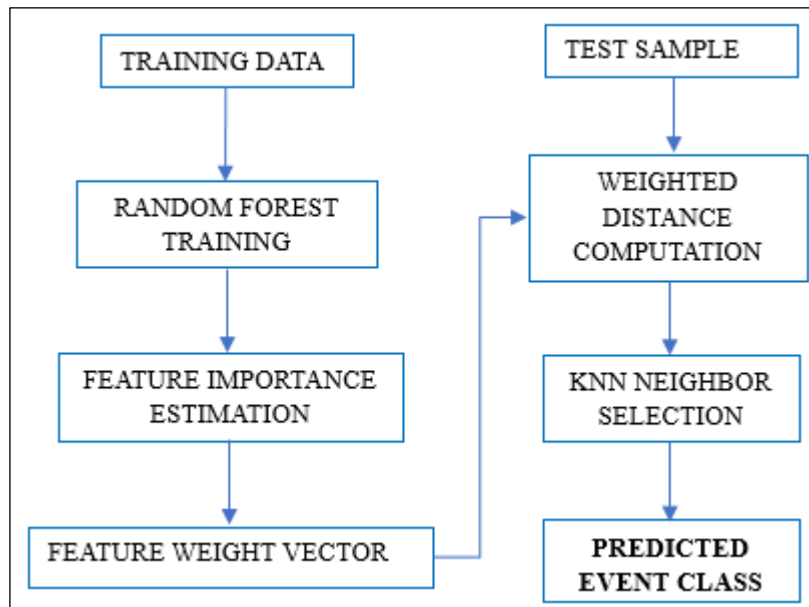 TRAINING DATA
RANDOM FOREST
TRAINING
FEATURE IMPORTANCE
ESTIMATION
FEATURE WEIGHT VECTOR
TEST SAMPLE
WEIGHTED
DISTANCE
COMPUTATION
KNN NEIGHBOR
SELECTION
PREDICTED
EVENT CLASS